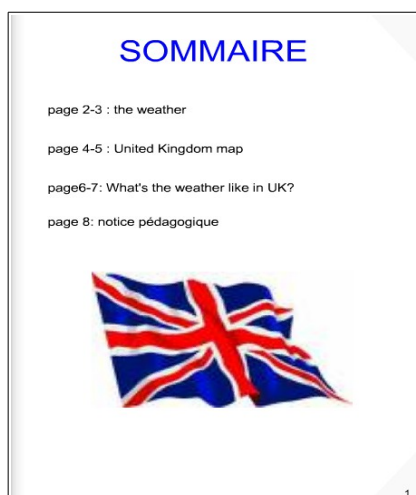 SOMMAIRE
page 2-3 : the weather
page 4-5 : United Kingdom map
page6-7: What's the weather like in UK?
page 8: notice pédagogique
1